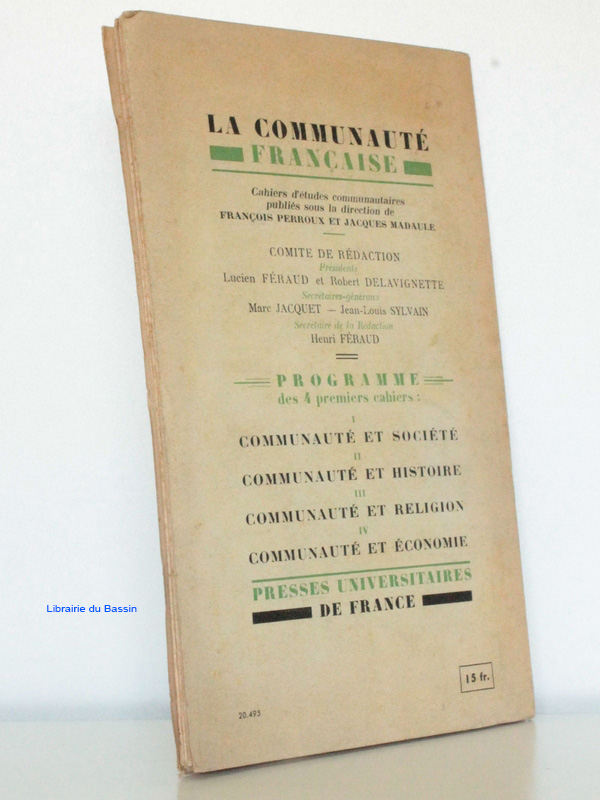 LA COMMUNAUTÉ
FRANÇAISE
Cahiers d'études communautaires
publiés sous la direction de
FRANÇOIS PERROUX ET JACQUES MADAULE
COMITE DE RÉDACTION
Présidents
Lucien FÉRAUD et Robert DELAVIGNETTE
Secrétaires-généraux
Marc JACQUET — Jean-Louis SYLVAIN
Secrétaire de la Rédaction
Henri FÉRAUD
PROGRAMME
des 4 premiers cahiers :
I
COMMUNAUTÉ ET SOCIÉTÉ
II
COMMUNAUTÉ ET HISTOIRE
III
COMMUNAUTÉ ET RELIGION
IV
COMMUNAUTÉ ET ÉCONOMIE
PRESSES UNIVERSITAIRES
DE FRANCE
Librairie du Bassin
15 fr.
20.495